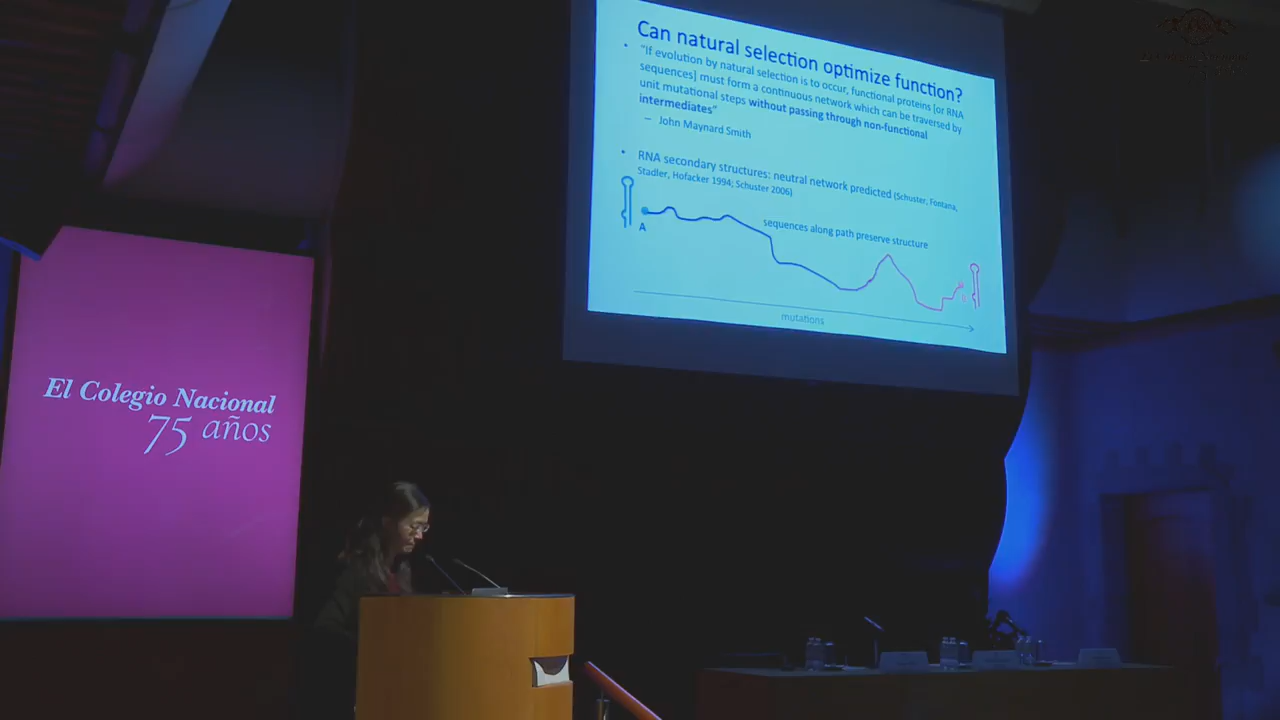 Can natural selection optimize function?
• "If evolution by natural selection is to occur, functional proteins [or RNA
sequences] must form a continuous network which can be traversed by
unit mutational steps without passing through non-functional
intermediates"
– John Maynard Smith
• RNA secondary structures: neutral network predicted (Schuster, Fontana,
Stadler, Hofacker 1994; Schuster 2006)
sequences along path preserve structure
A
mutations
El Colegio Nacional
75 años